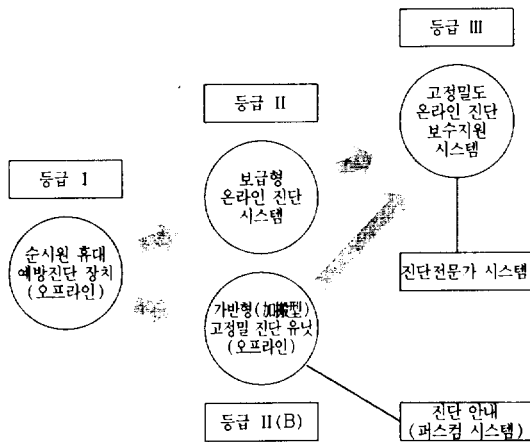 등급 III
고정밀도
온라인 진단
보수지원
시스템
등급 II
보급형
온라인 진단
시스템
등급 I
순시원 휴대
예방진단 장치
(오프라인)
가반형(加搬型)
고정밀 진단 유닛
(오프라인)
진단전문가 시스템
등급 II(B)
진단 안내
(퍼스컴 시스템)